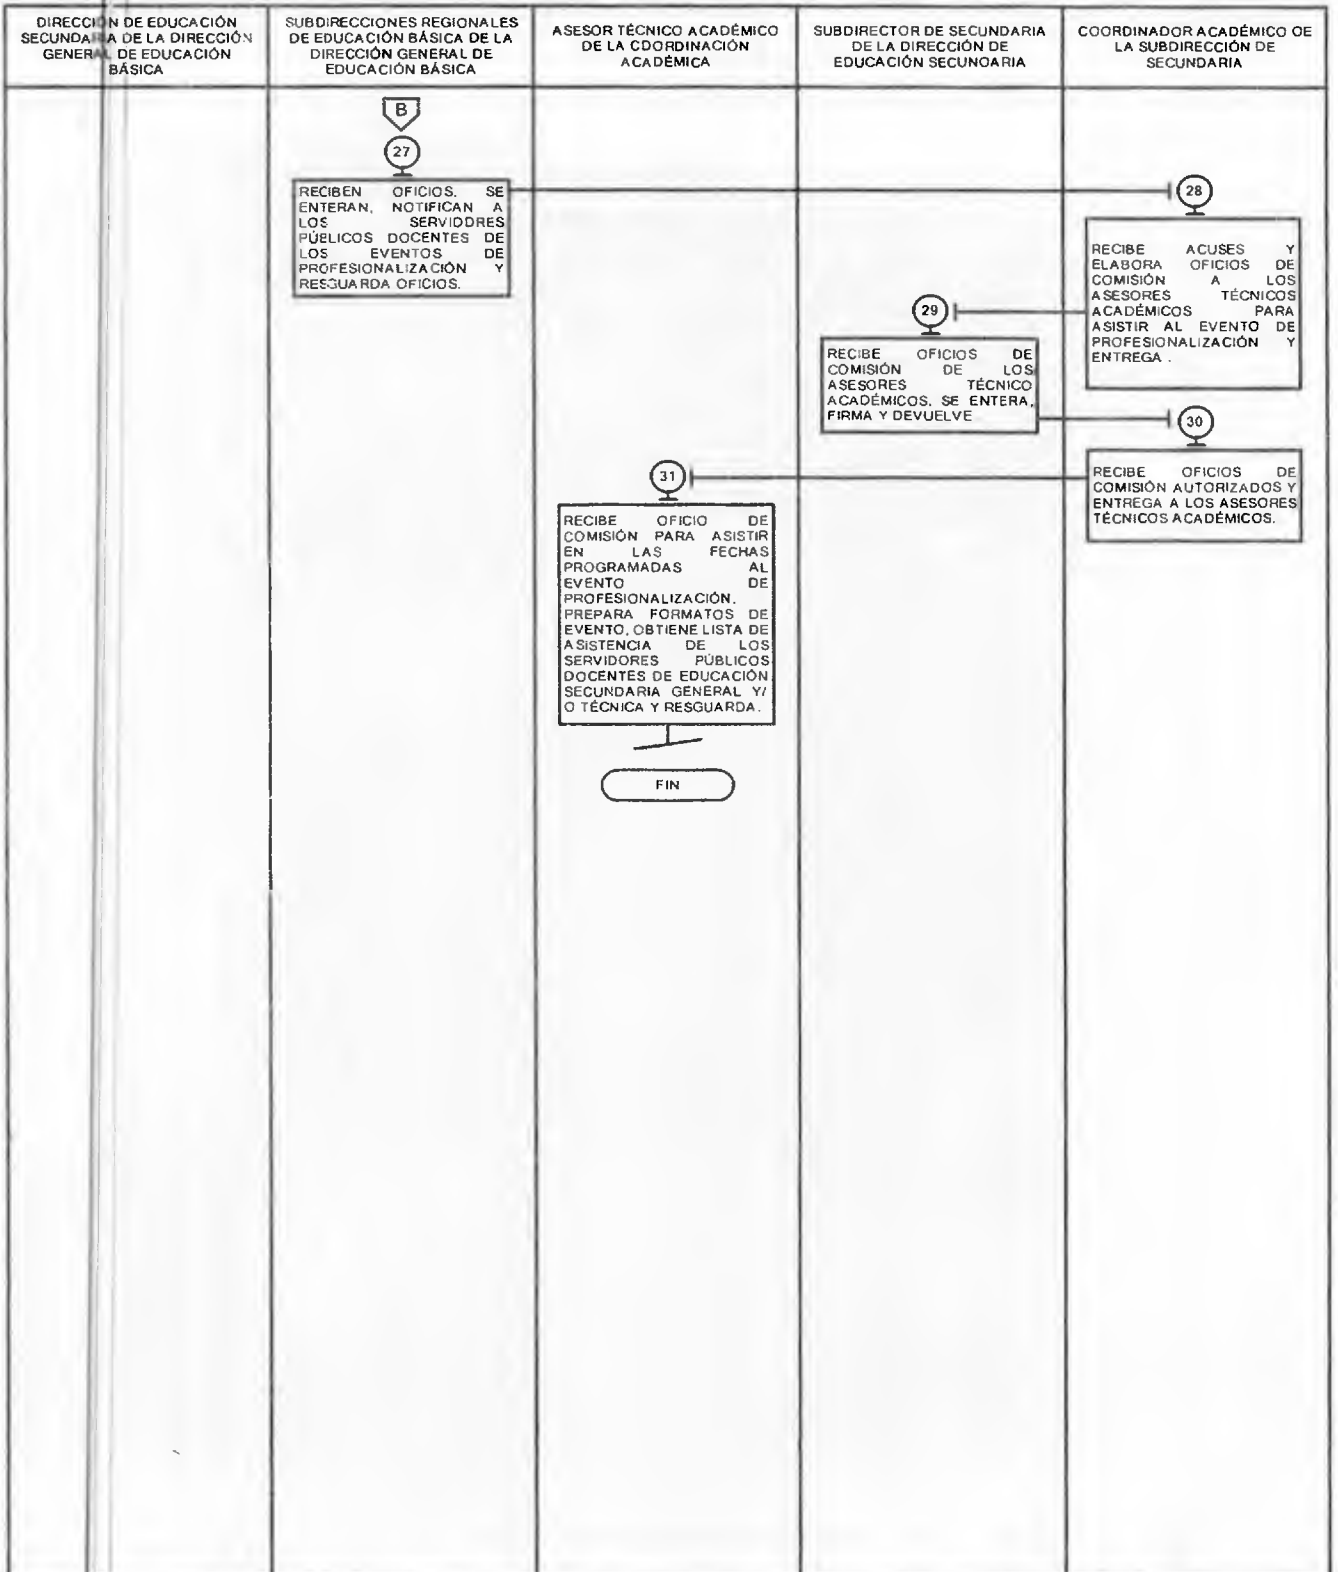 DIRECCIÓN DE EDUCACIÓN
SECUNDARIA DE LA DIRECCIÓN
GENERAL DE EDUCACIÓN
BÁSICA
SUBDIRECCIONES REGIONALES
DE EDUCACIÓN BÁSICA DE LA
DIRECCIÓN GENERAL DE
EDUCACIÓN BÁSICA
ASESOR TÉCNICO ACADÉMICO
DE LA COORDINACIÓN
ACADÉMICA
SUBDIRECTOR DE SECUNDARIA
DE LA DIRECCIÓN DE
EDUCACIÓN SECUNDARIA
COORDINADOR ACADÉMICO DE
LA SUBDIRECCIÓN DE
SECUNDARIA
B
27
RECIBEN OFICIOS, SE
ENTERAN, NOTIFICAN A
LOS SERVIDORES
PÚBLICOS DOCENTES DE
LOS EVENTOS DE
PROFESIONALIZACIÓN Y
RESGUARDA OFICIOS.
28
RECIBE ACUSES Y
ELABORA OFICIOS DE
COMISIÓN A LOS
ASESORES TÉCNICOS
ACADÉMICOS PARA
ASISTIR AL EVENTO DE
PROFESIONALIZACIÓN Y
ENTREGA .
29
RECIBE OFICIOS DE
COMISIÓN DE LOS
ASESORES TÉCNICO
ACADÉMICOS, SE ENTERA,
FIRMA Y DEVUELVE
30
RECIBE OFICIOS DE
COMISIÓN AUTORIZADOS Y
ENTREGA A LOS ASESORES
TÉCNICOS ACADÉMICOS.
31
RECIBE OFICIO DE
COMISIÓN PARA ASISTIR
EN LAS FECHAS
PROGRAMADAS AL
EVENTO DE
PROFESIONALIZACIÓN,
PREPARA FORMATOS DE
EVENTO, OBTIENE LISTA DE
ASISTENCIA DE LOS
SERVIDORES PÚBLICOS
DOCENTES DE EDUCACIÓN
SECUNDARIA GENERAL Y/
O TÉCNICA Y RESGUARDA.
FIN